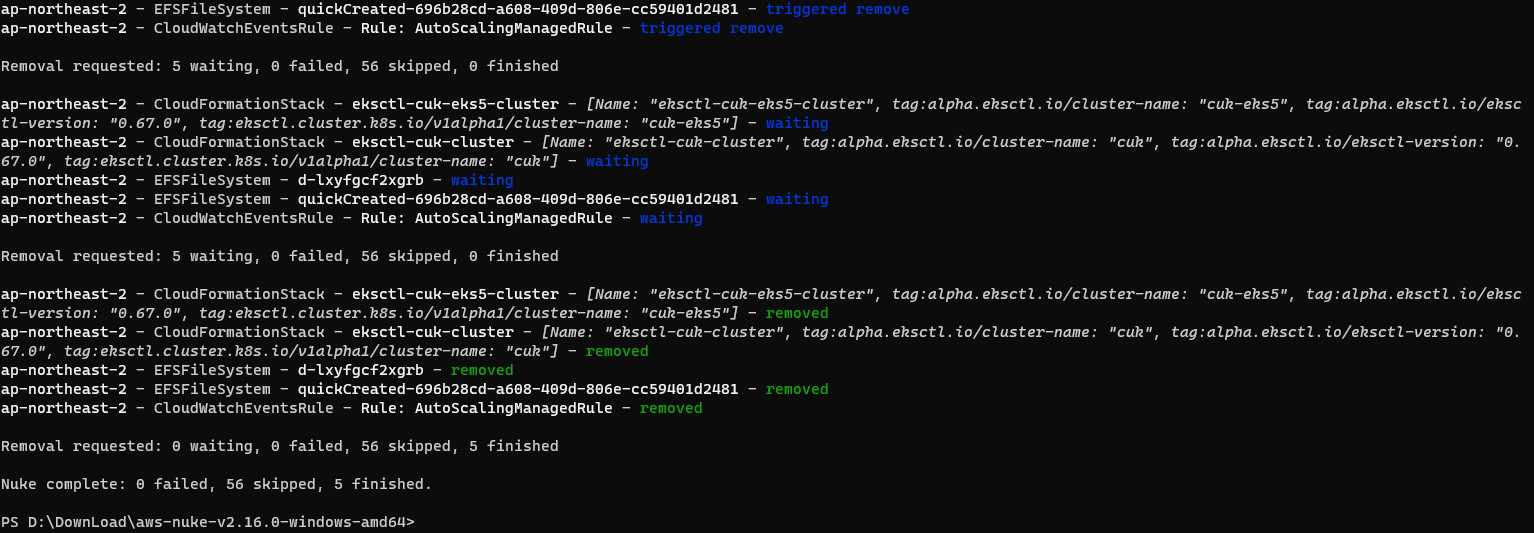 ap-northeast-2 - EFSFileSystem - quickCreated-696b28cd-a608-409d-806e-cc59401d2481 - triggered remove
ap-northeast-2 - CloudWatchEventsRule - Rule: AutoScalingManagedRule - triggered remove
Removal requested: 5 waiting, 0 failed, 56 skipped, 0 finished
ap-northeast-2 - CloudFormationStack - eksctl-cuk-eks5-cluster - [Name: "eksctl-cuk-eks5-cluster", tag:alpha.eksctl.io/cluster-name: "cuk-eks5", tag:alpha.eksctl.io/eksc
tl-version: "0.67.0", tag:eksctl.cluster.k8s.io/v1alpha1/cluster-name: "cuk-eks5"] - waiting
ap-northeast-2 - CloudFormationStack - eksctl-cuk-cluster - [Name: "eksctl-cuk-cluster", tag:alpha.eksctl.io/cluster-name: "cuk", tag:alpha.eksctl.io/eksctl-version: "0.
67.0", tag:eksctl.cluster.k8s.io/v1alpha1/cluster-name: "cuk"] - waiting
ap-northeast-2 - EFSFileSystem - d-lxyfgcf2xgrb - waiting
ap-northeast-2 - EFSFileSystem - quickCreated-696b28cd-a608-409d-806e-cc59401d2481 - waiting
ap-northeast-2 - CloudWatchEventsRule - Rule: AutoScalingManagedRule - waiting
Removal requested: 5 waiting, 0 failed, 56 skipped, 0 finished
ap-northeast-2 - CloudFormationStack - eksctl-cuk-eks5-cluster - [Name: "eksctl-cuk-eks5-cluster", tag:alpha.eksctl.io/cluster-name: "cuk-eks5", tag:alpha.eksctl.io/eksc
tl-version: "0.67.0", tag:eksctl.cluster.k8s.io/v1alpha1/cluster-name: "cuk-eks5"] - removed
ap-northeast-2 - CloudFormationStack - eksctl-cuk-cluster - [Name: "eksctl-cuk-cluster", tag:alpha.eksctl.io/cluster-name: "cuk", tag:alpha.eksctl.io/eksctl-version: "0.
67.0", tag:eksctl.cluster.k8s.io/v1alpha1/cluster-name: "cuk"] - removed
ap-northeast-2 - EFSFileSystem - d-lxyfgcf2xgrb - removed
ap-northeast-2 - EFSFileSystem - quickCreated-696b28cd-a608-409d-806e-cc59401d2481 - removed
ap-northeast-2 - CloudWatchEventsRule - Rule: AutoScalingManagedRule - removed
Removal requested: 0 waiting, 0 failed, 56 skipped, 5 finished
Nuke complete: 0 failed, 56 skipped, 5 finished.
PS D:\DownLoad\aws-nuke-v2.16.0-windows-amd64>